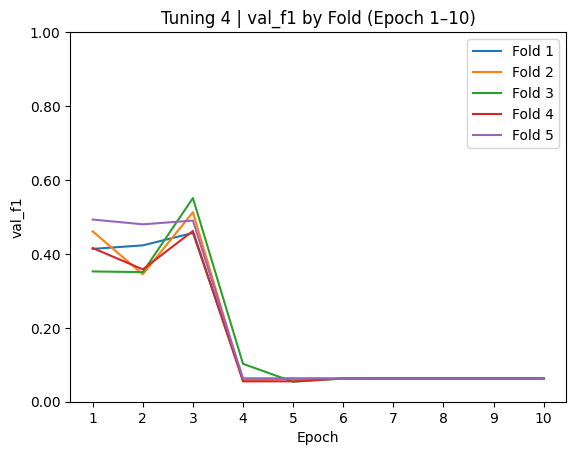 Tuning 4 | val_f1 by Fold (Epoch 1–10)
1.00
0.80
0.60
0.40
0.20
0.00
val_f1
Fold 1
Fold 2
Fold 3
Fold 4
Fold 5
1 2 3 4 5 6 7 8 9 10
Epoch